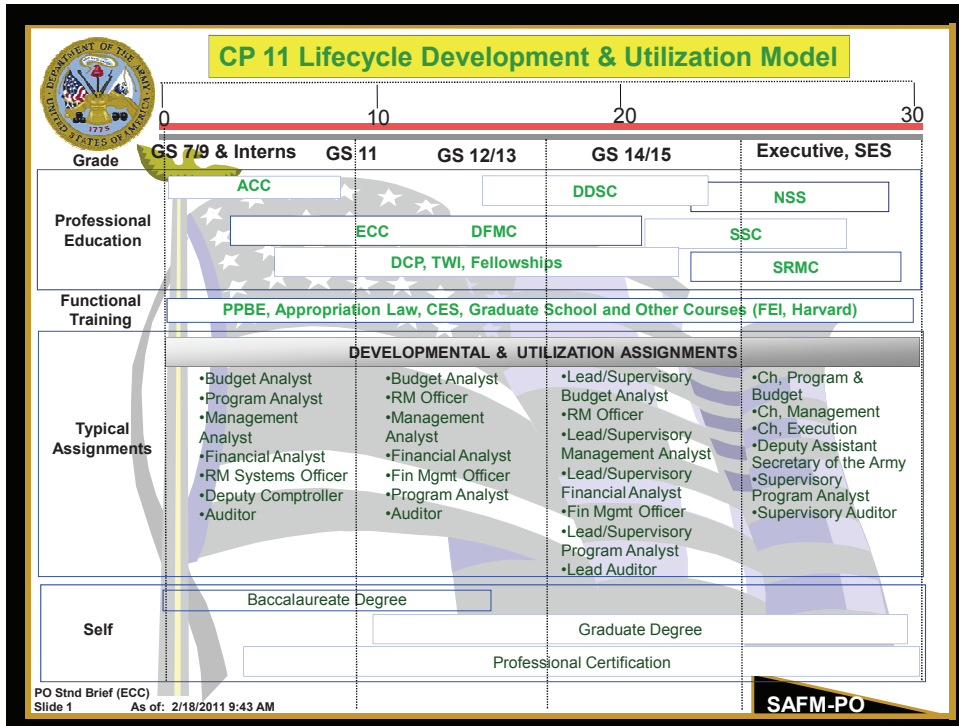 CP 11 Lifecycle Development & Utilization Model
DEPARTMENT OF THE ARMY
UNITED STATES OF AMERICA
1775
0 10 20 30
Grade GS 7/9 & Interns GS 11 GS 12/13 GS 14/15 Executive, SES
Professional Education
ACC
DDSC
NSS
ECC DFMC
SSC
DCP, TWI, Fellowships
SRMC
Functional
Training
PPBE, Appropriation Law, CES, Graduate School and Other Courses (FEI, Harvard)
DEVELOPMENTAL & UTILIZATION ASSIGNMENTS
Typical
Assignments
•Budget Analyst
•Program Analyst
•Management
Analyst
•Financial Analyst
•RM Systems Officer
•Deputy Comptroller
•Auditor
•Budget Analyst
•RM Officer
•Management
Analyst
•Financial Analyst
•Fin Mgmt Officer
•Program Analyst
•Auditor
•Lead/Supervisory
Budget Analyst
•RM Officer
•Lead/Supervisory
Management Analyst
•Lead/Supervisory
Financial Analyst
•Fin Mgmt Officer
•Lead/Supervisory
Program Analyst
•Lead Auditor
•Ch, Program &
Budget
•Ch, Management
•Ch, Execution
•Deputy Assistant
Secretary of the Army
•Supervisory
Program Analyst
•Supervisory Auditor
Self
Baccalaureate Degree
Graduate Degree
Professional Certification
PO Stnd Brief (ECC)
Slide 1 As of: 2/18/2011 9:43 AM
SAFM-PO